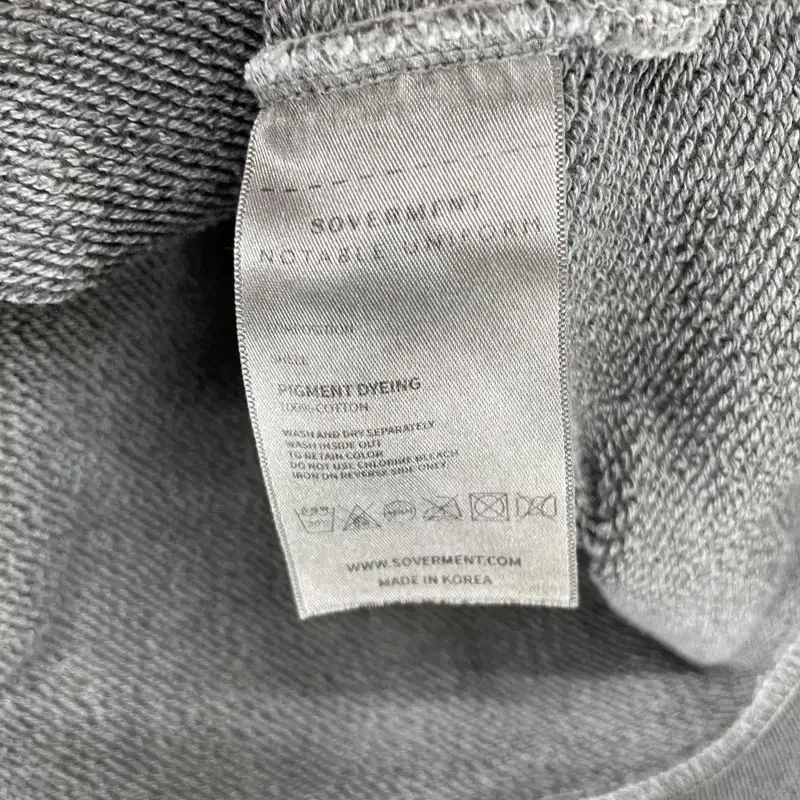 SOVERMENT
NOTABLE UNIFORM
COMPOSITION
SHELL
PIGMENT DYEING
100%-COTTON
WASH AND DRY SEPARATELY
WASH INSIDE OUT
TO RETAIN COLOR
DO NOT USE CHLORINE BLEACH
IRON ON REVERSE SIDE ONLY
WWW.SOVERMENT.COM
MADE IN KOREA